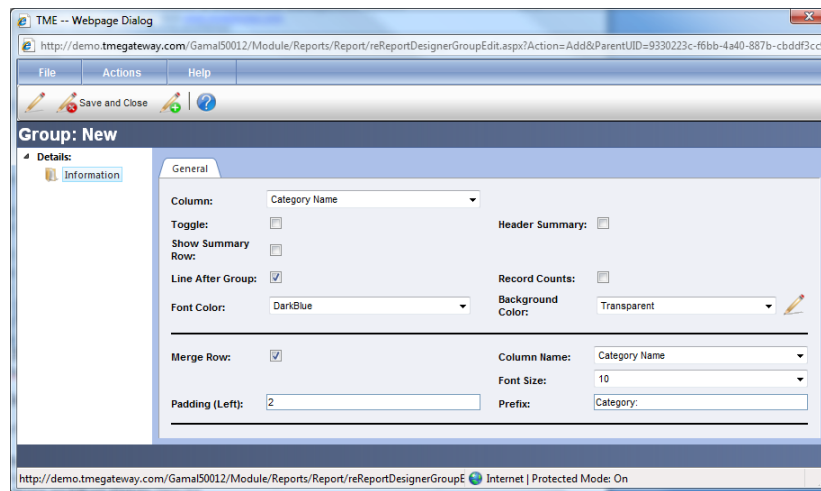 TME -- Webpage Dialog
http://demo.tmegateway.com/Gamal50012/Module/Reports/Report/reReportDesignerGroupEdit.aspx?Action=Add&ParentUID=9330223c-f6bb-4a40-887b-cbddf3cc
File Actions Help
Save and Close
Group: New
Details:
Information
General
Column: Category Name
Toggle: Header Summary:
Show Summary
Row:
Line After Group: Record Counts:
Font Color: DarkBlue Background
Color: Transparent
Merge Row: Column Name: Category Name
Font Size: 10
Padding (Left): 2 Prefix: Category:
http://demo.tmegateway.com/Gamal50012/Module/Reports/Report/reReportDesignerGroupE Internet | Protected Mode: On